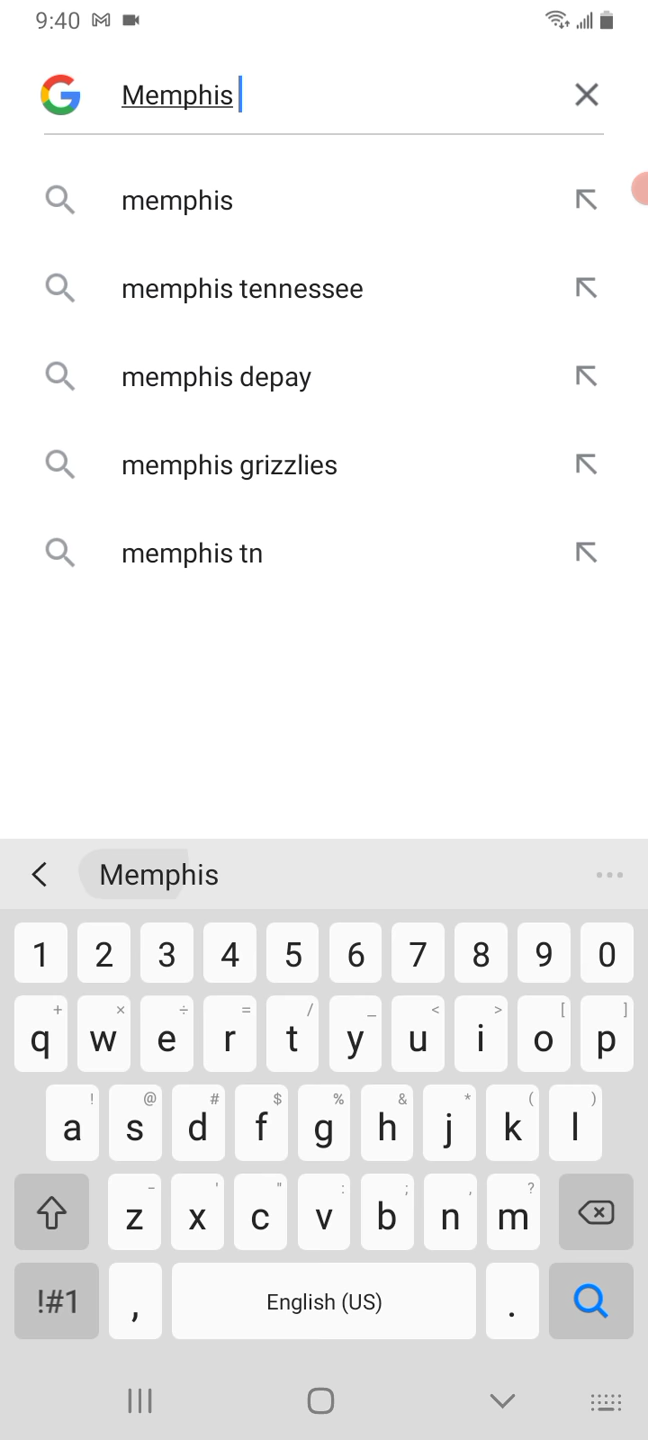 9:40
Memphis
memphis
memphis tennessee
memphis depay
memphis grizzlies
memphis tn
Memphis
1 2 3 4 5 6 7 8 9 0
+ × ÷ = / _ < > [ ]
q w e r t y u i o p
! @ # $ % & * ( )
a s d f g h j k l
- ' " : ; , ?
z x c v b n m
!#1 , English (US) .